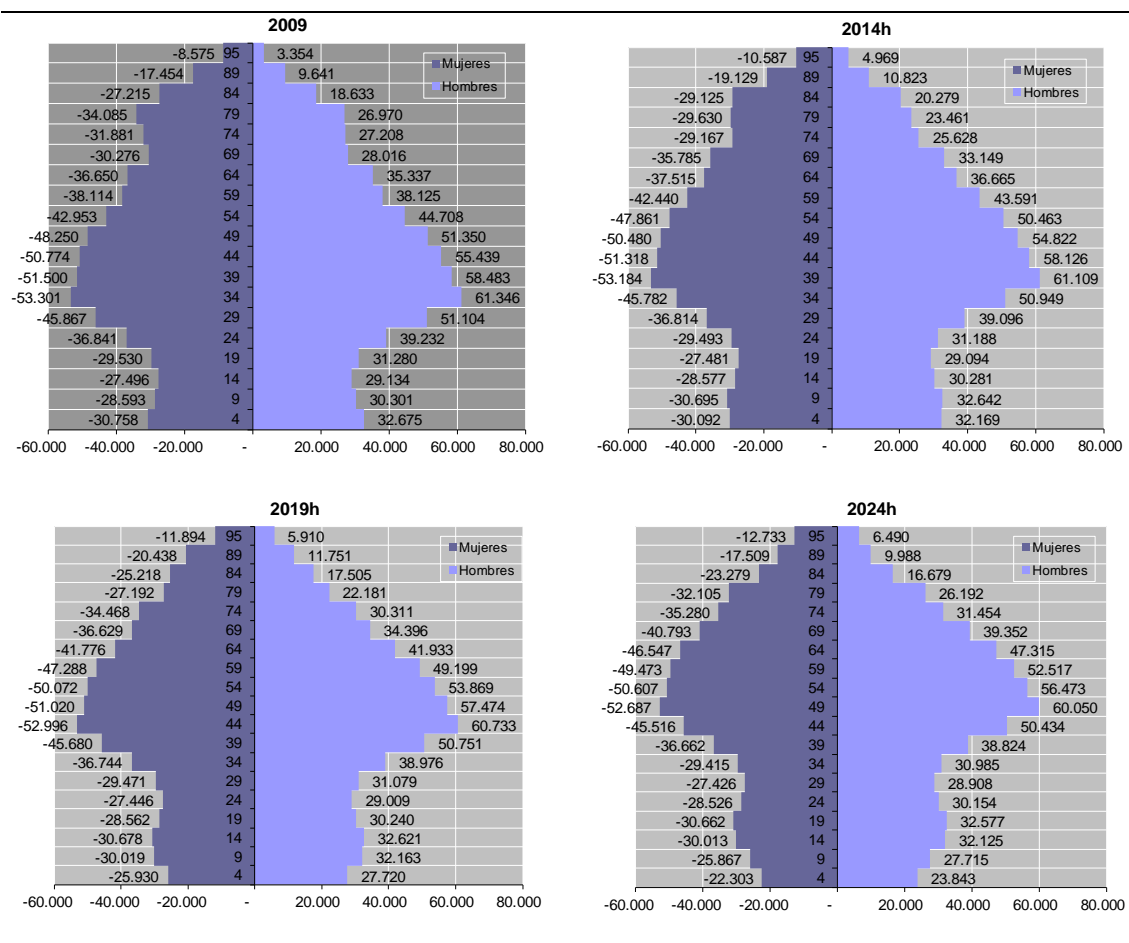 2009
-8.575 95 3.354
-17.454 89 9.641
-27.215 84 18.633
-34.085 79 26.970
-31.881 74 27.208
-30.276 69 28.016
-36.650 64 35.337
-38.114 59 38.125
-42.953 54 44.708
-48.250 49 51.350
-50.774 44 55.439
-51.500 39 58.483
-53.301 34 61.346
-45.867 29 51.104
-36.841 24 39.232
-29.530 19 31.280
-27.496 14 29.134
-28.593 9 30.301
-30.758 4 32.675
-60.000 -40.000 -20.000 - 20.000 40.000 60.000 80.000
Mujeres
Hombres
2014h
-10.587 95 4.969
-19.129 89 10.823
-29.125 84 20.279
-29.630 79 23.461
-29.167 74 25.628
-35.785 69 33.149
-37.515 64 36.665
-42.440 59 43.591
-47.861 54 50.463
-50.480 49 54.822
-51.318 44 58.126
-53.184 39 61.109
-45.782 34 50.949
-36.814 29 39.096
-29.493 24 31.188
-27.481 19 29.094
-28.577 14 30.281
-30.695 9 32.642
-30.092 4 32.169
-60.000 -40.000 -20.000 - 20.000 40.000 60.000 80.000
Mujeres
Hombres
2019h
-11.894 95 5.910
-20.438 89 11.751
-25.218 84 17.505
-27.192 79 22.181
-34.468 74 30.311
-36.629 69 34.396
-41.776 64 41.933
-47.288 59 49.199
-50.072 54 53.869
-51.020 49 57.474
-52.996 44 60.733
-45.680 39 50.751
-36.744 34 38.976
-29.471 29 31.079
-27.446 24 29.009
-28.562 19 30.240
-30.678 14 32.621
-30.019 9 32.163
-25.930 4 27.720
-60.000 -40.000 -20.000 - 20.000 40.000 60.000 80.000
Mujeres
Hombres
2024h
-12.733 95 6.490
-17.509 89 9.988
-23.279 84 16.679
-32.105 79 26.192
-35.280 74 31.454
-40.793 69 39.352
-46.547 64 47.315
-49.473 59 52.517
-50.607 54 56.473
-52.687 49 60.050
-45.516 44 50.434
-36.662 39 38.824
-29.415 34 30.985
-27.426 29 28.908
-28.526 24 30.154
-30.662 19 32.577
-30.013 14 32.125
-25.867 9 27.715
-22.303 4 23.843
-60.000 -40.000 -20.000 - 20.000 40.000 60.000 80.000
Mujeres
Hombres